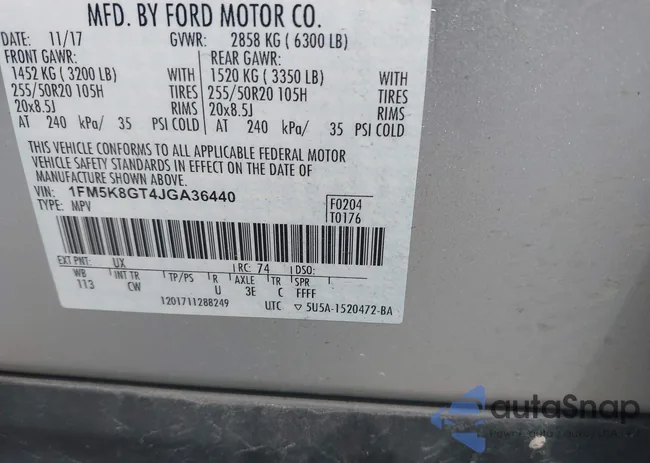 MFD. BY FORD MOTOR CO.
DATE: 11/17 GVWR: 2858 KG ( 6300 LB)
FRONT GAWR: REAR GAWR:
1452 KG ( 3200 LB) WITH 1520 KG ( 3350 LB) WITH
255/50R20 105H TIRES 255/50R20 105H TIRES
20x8.5J RIMS 20x8.5J RIMS
AT 240 kPa/ 35 PSI COLD AT 240 kPa/ 35 PSI COLD
THIS VEHICLE CONFORMS TO ALL APPLICABLE FEDERAL MOTOR
VEHICLE SAFETY STANDARDS IN EFFECT ON THE DATE OF
MANUFACTURE SHOWN ABOVE.
VIN: 1FM5K8GT4JGA36440
TYPE: MPV
F0204
T0176
EXT PNT: UX RC: 74 DSO:
WB INT TR TP/PS R AXLE TR SPR
113 CW U 3E C FFFF
1201711288249 UTC ▽ 5U5A-1520472-BA
autoSnap